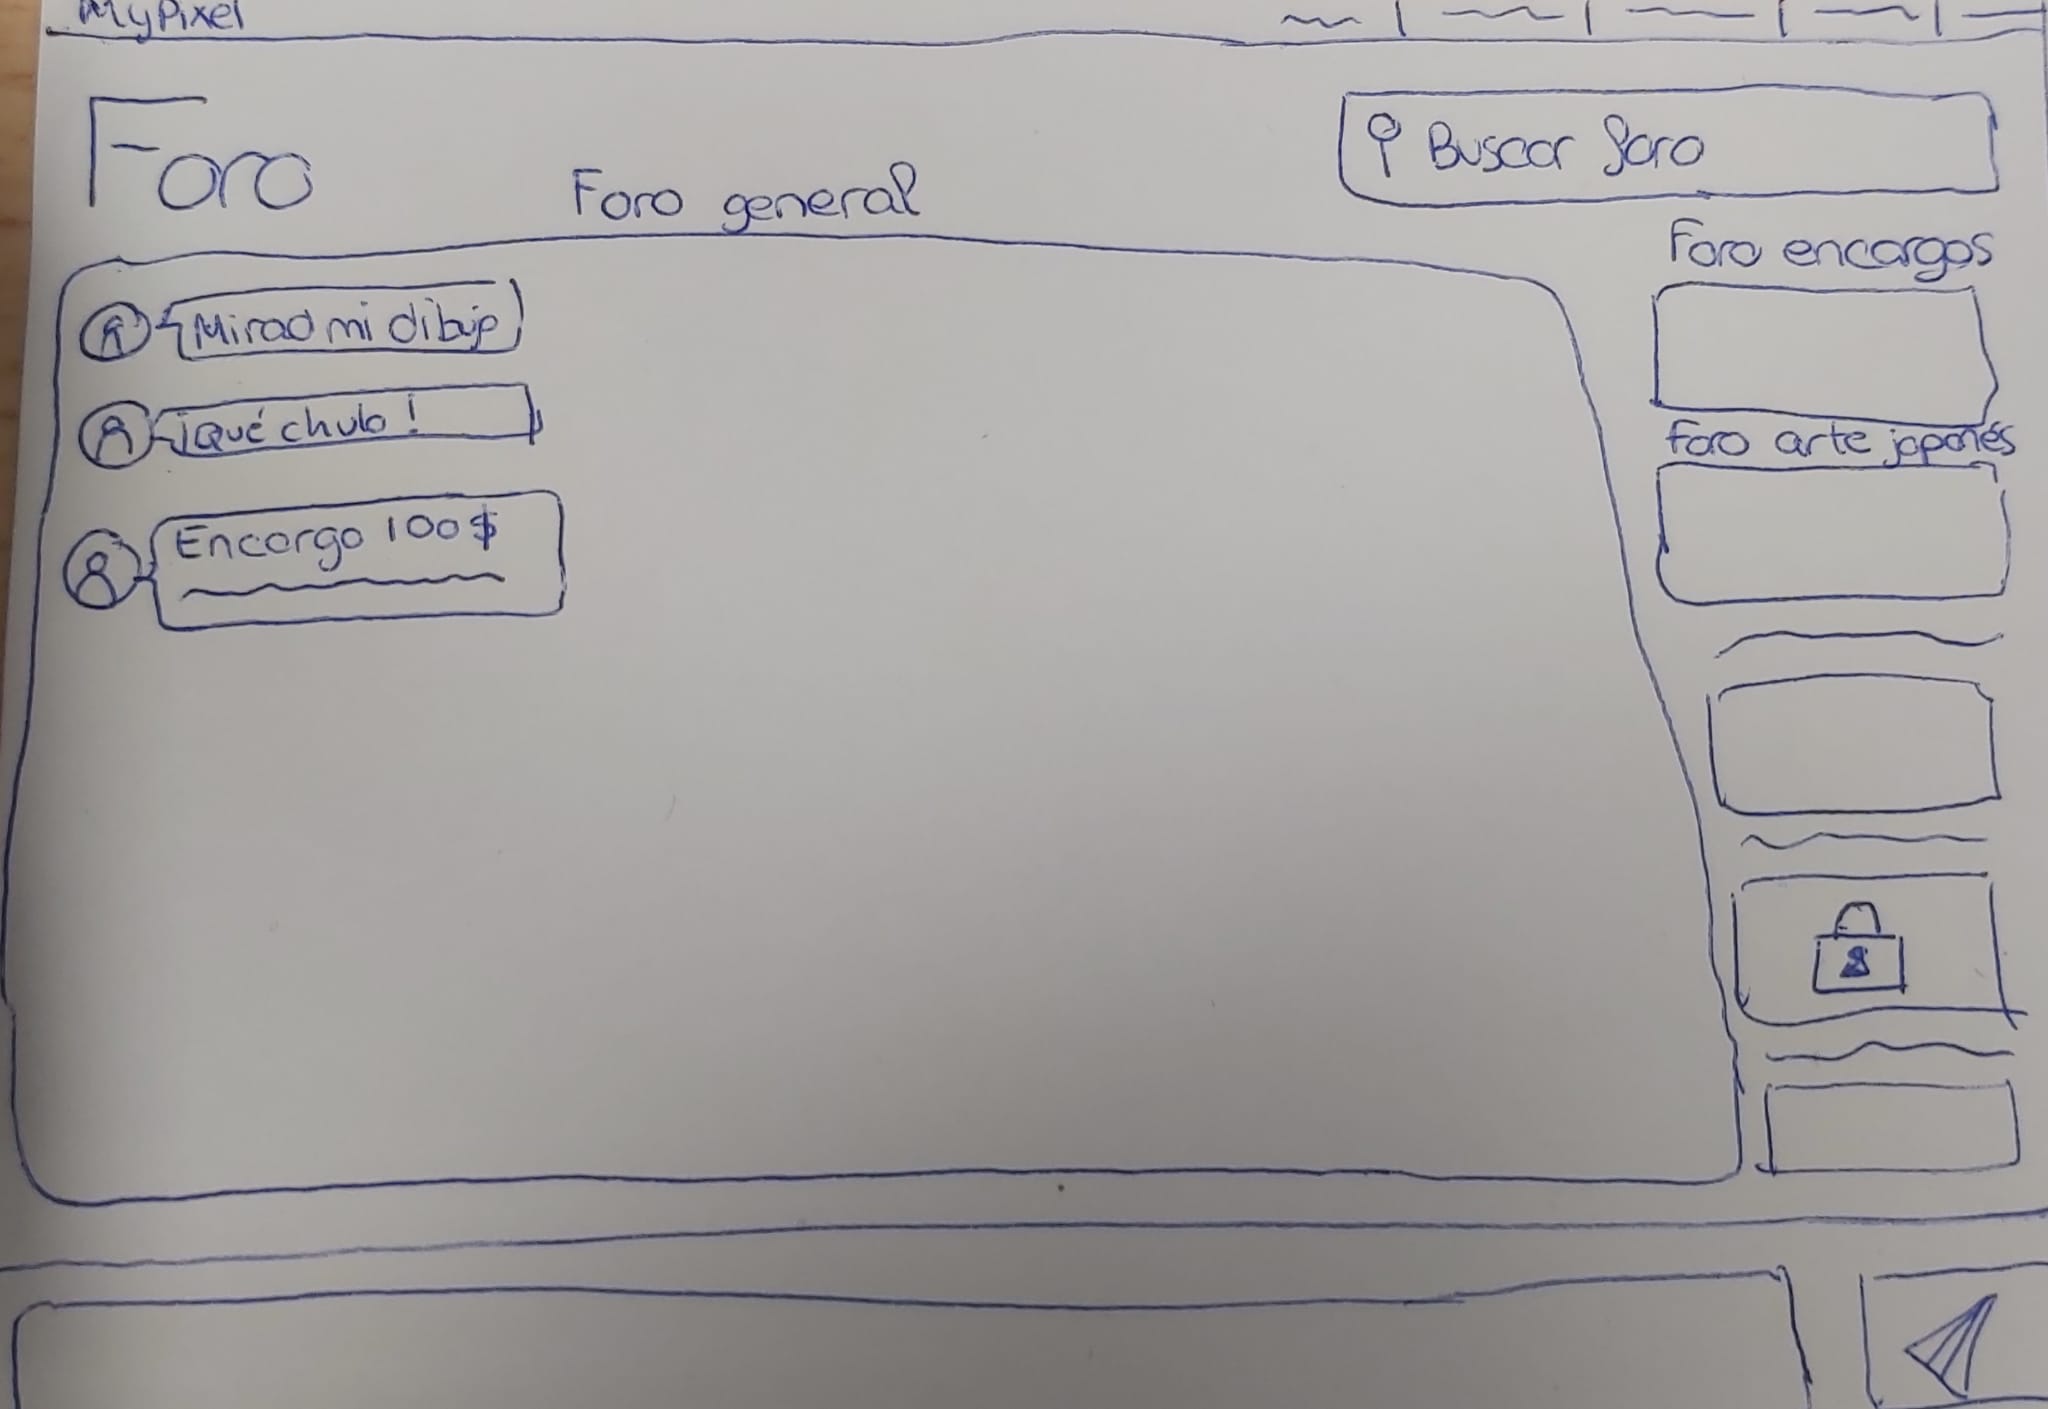 MyPixel
Foro
Buscar foro
Foro general
Foro encargos
Mirad mi dibujo
¡Qué chulo!
Foro arte japonés
Encargo 100$